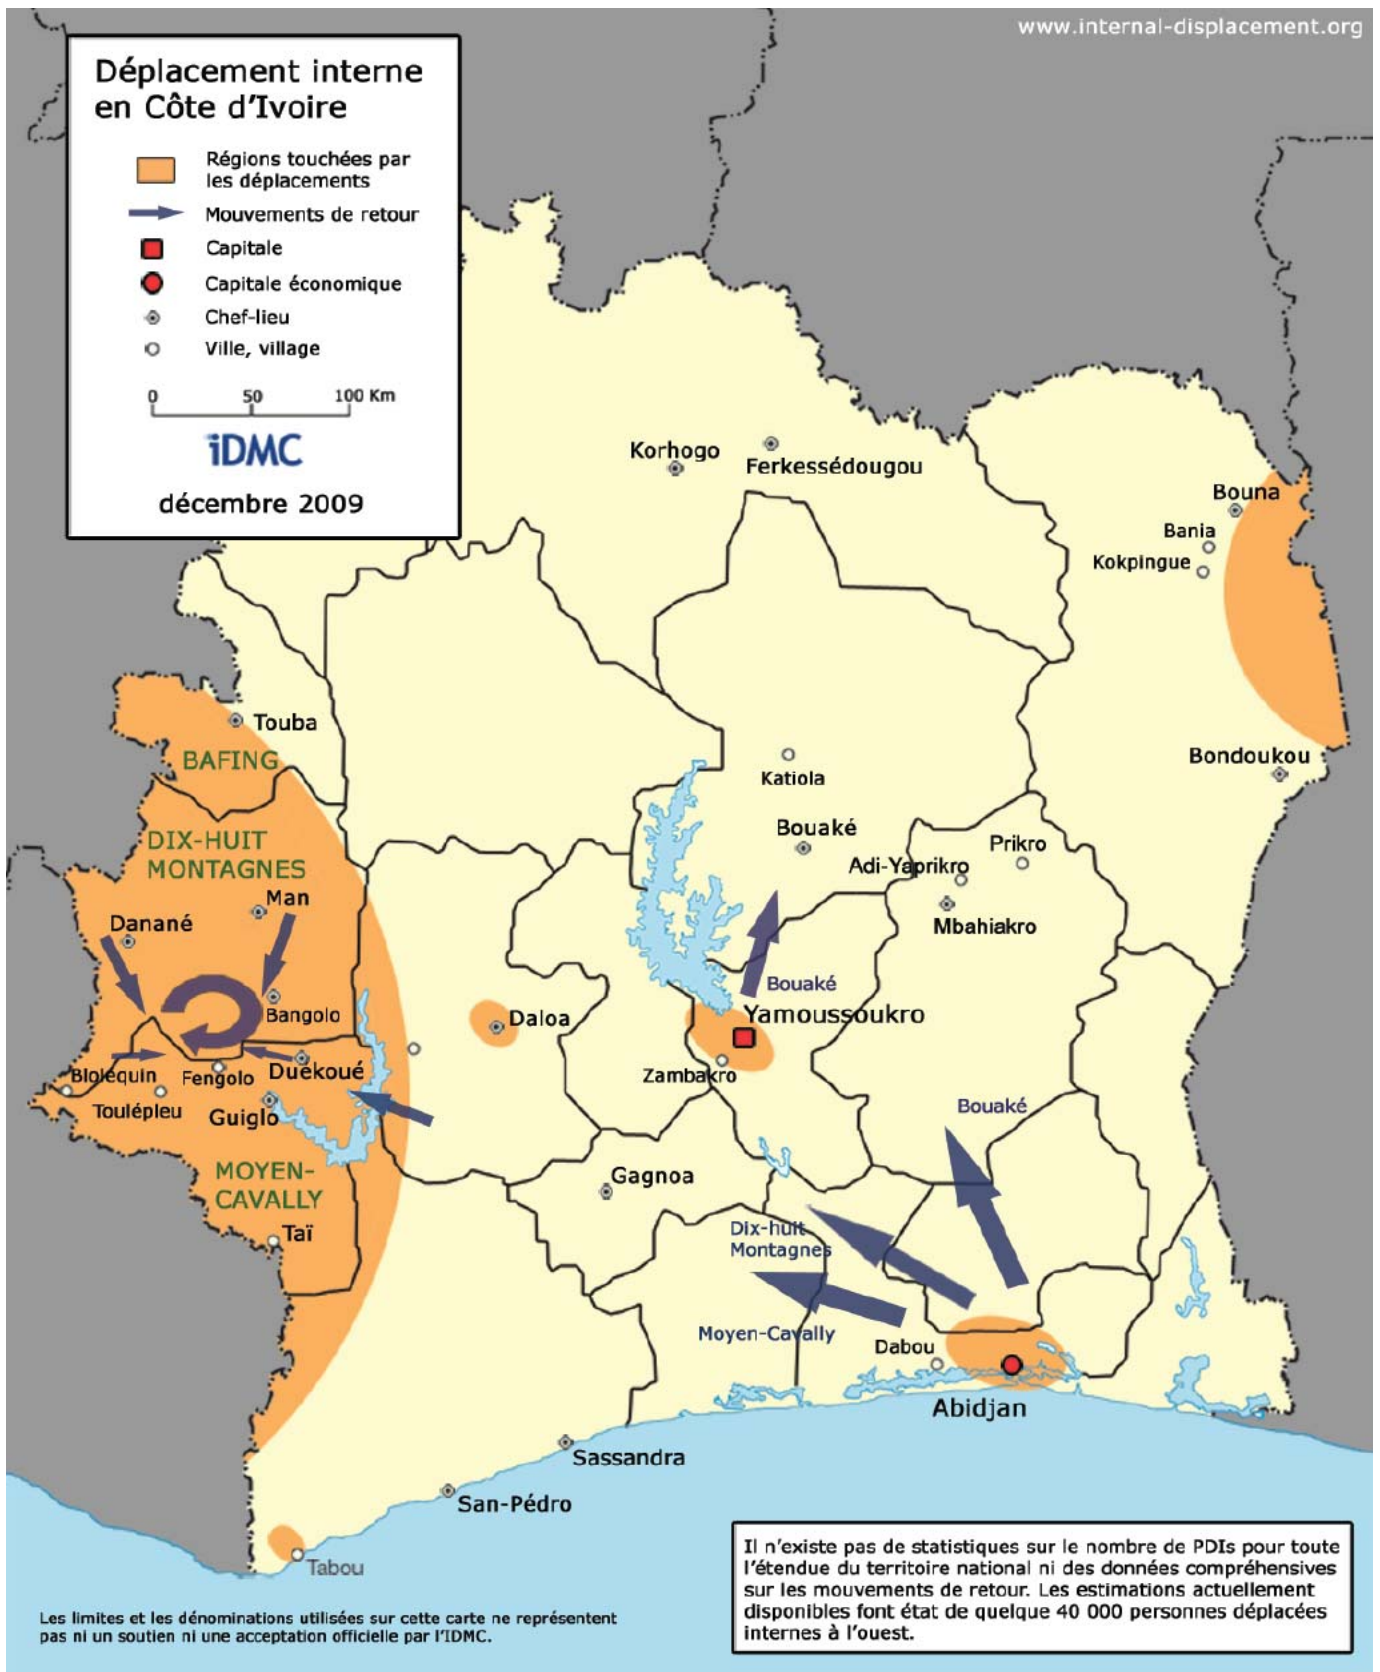 www.internal-displacement.org
Déplacement interne
en Côte d'Ivoire
Régions touchées par
les déplacements
Mouvements de retour
Capitale
Capitale économique
Chef-lieu
Ville, village
0 50 100 Km
iDMC
décembre 2009
Korhogo
Ferkessédougou
Bouna
Bania
Kokpingue
Touba
BAFING
Bondoukou
Katiola
Bouaké
Prikro
Adi-Yaprikro
Mbahiakro
DIX-HUIT
MONTAGNES
Man
Danané
Bangolo
Daloa
Bouaké
Yamoussoukro
Zambakro
Bloléquin
Fengolo
Duékoué
Toulépleu
Guiglo
Bouaké
MOYEN-
CAVALLY
Gagnoa
Taï
Dix-huit
Montagnes
Moyen-Cavally
Dabou
Abidjan
Sassandra
San-Pédro
Tabou
Il n'existe pas de statistiques sur le nombre de PDIs pour toute
l'étendue du territoire national ni des données compréhensives
sur les mouvements de retour. Les estimations actuellement
disponibles font état de quelque 40 000 personnes déplacées
internes à l'ouest.
Les limites et les dénominations utilisées sur cette carte ne représentent
pas ni un soutien ni une acceptation officielle par l'IDMC.